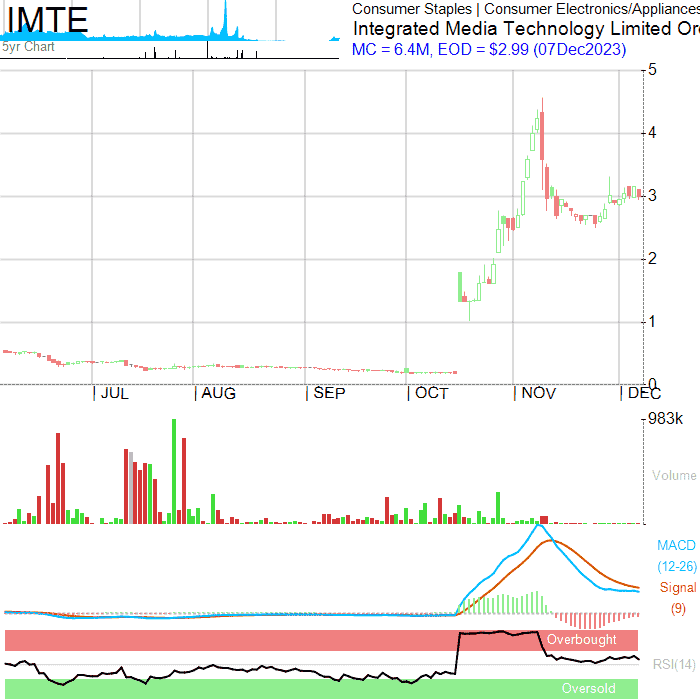 IMTE
5yr Chart
Consumer Staples | Consumer Electronics/Appliances
Integrated Media Technology Limited Or
MC = 6.4M, EOD = $2.99 (07Dec2023)
5
4
3
2
1
0
JUL AUG SEP OCT NOV DEC
983k
Volume
MACD
(12-26)
Signal
(9)
Overbought
RSI(14)
Oversold